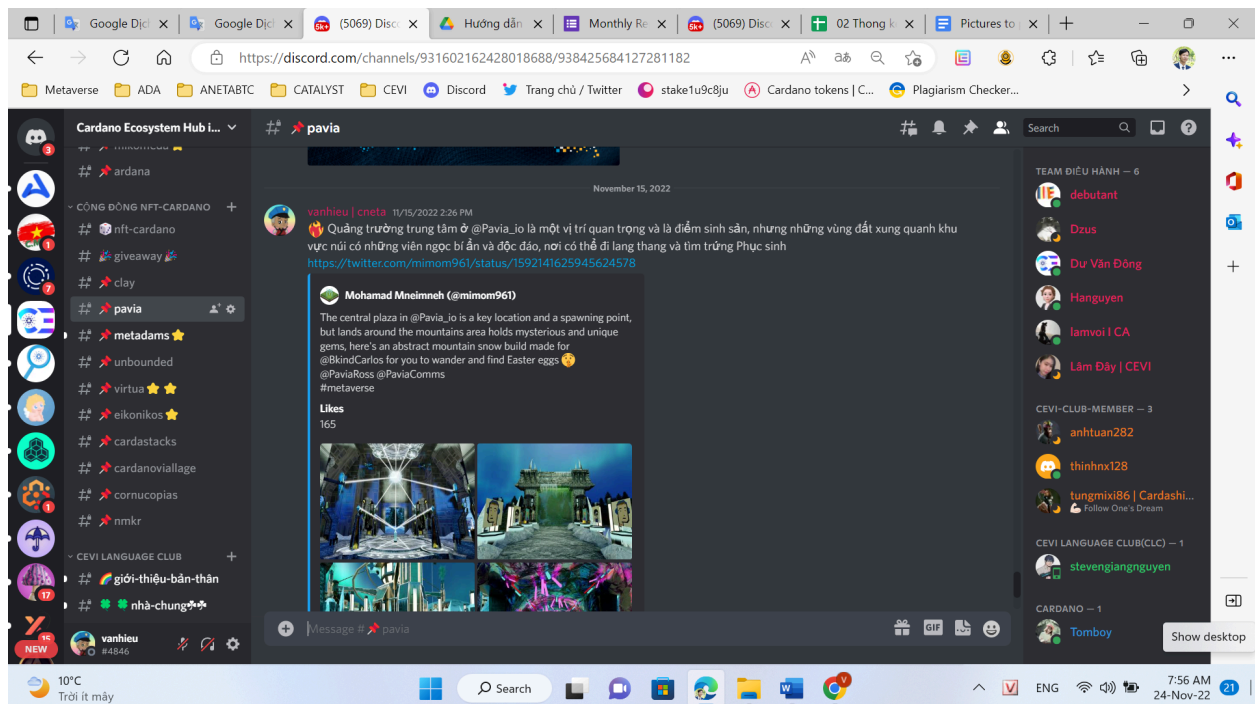 Google Dịch
Google Dịch
(5069) Disco
Hướng dẫn
Monthly Re
(5069) Disco
02 Thong k
Pictures to
https://discord.com/channels/931602162428018688/938425684127281182
Metaverse
ADA
ANETABTC
CATALYST
CEVI
Discord
Trang chủ / Twitter
stake1u9c8ju
Cardano tokens | C...
Plagiarism Checker...
Cardano Ecosystem Hub i...
pavia
Search
ardana
CỘNG ĐỒNG NFT-CARDANO
nft-cardano
giveaway
clay
pavia
metadams
unbounded
virtua
eikonikos
cardastacks
cardanoviallage
cornucopias
nmkr
CEVI LANGUAGE CLUB
giới-thiệu-bản-thân
nhà-chung
vanhieu
#4846
NEW
3
1
7
1
17
15
November 15, 2022
vanhieu | cneta 11/15/2022 2:26 PM
Quảng trường trung tâm ở @Pavia_io là một vị trí quan trọng và là điểm sinh sản, nhưng những vùng đất xung quanh khu
vực núi có những viên ngọc bí ẩn và độc đáo, nơi có thể đi lang thang và tìm trứng Phục sinh
https://twitter.com/mimom961/status/1592141625945624578
Mohamad Mneimneh (@mimom961)
The central plaza in @Pavia_io is a key location and a spawning point,
but lands around the mountains area holds mysterious and unique
gems, here's an abstract mountain snow build made for
@BkindCarlos for you to wander and find Easter eggs
@PaviaRoss @PaviaComms
#metaverse
Likes
165
Message # pavia
GIF
TEAM ĐIỀU HÀNH — 6
debutant
Dzus
Dư Văn Đông
Hanguyen
lamvoi I CA
Lâm Đây | CEVI
CEVI-CLUB-MEMBER — 3
anhtuan282
thinhnx128
tungmixi86 | Cardashi...
Follow One's Dream
CEVI LANGUAGE CLUB(CLC) — 1
stevengiangnguyen
CARDANO — 1
Tomboy
Show desktop
10°C
Trời ít mây
Search
ENG
7:56 AM
24-Nov-22
21